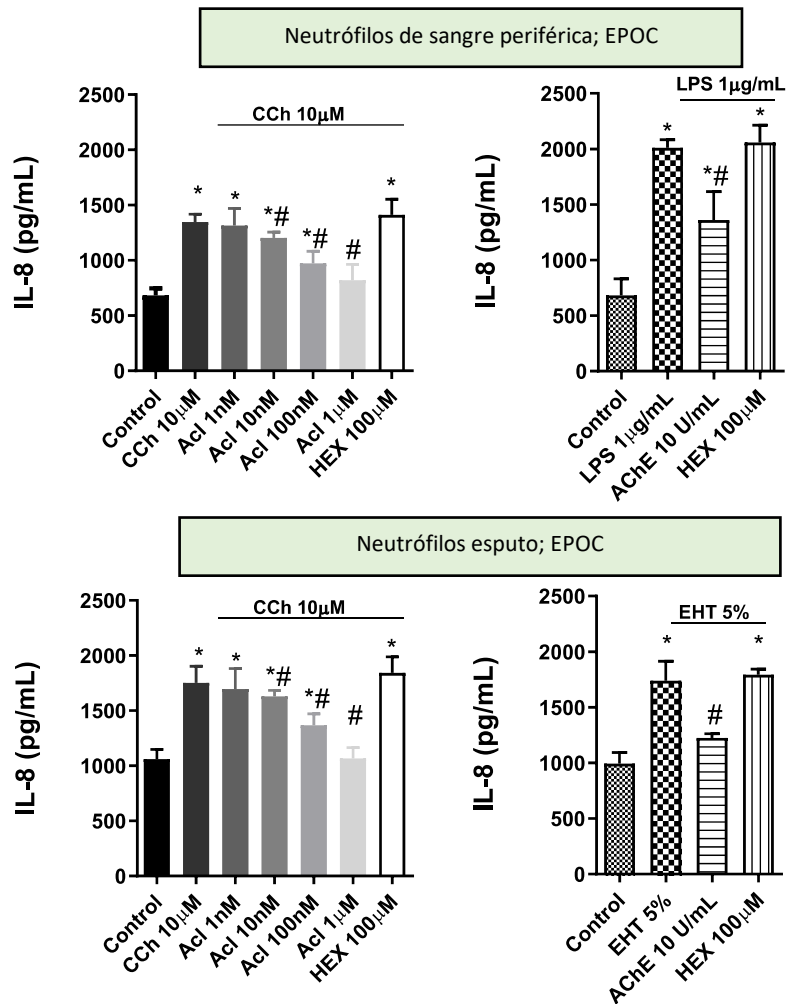 Neutrófilos de sangre periférica; EPOC
IL-8 (pg/mL)
2500
2000
1500
1000
500
0
CCh 10μM
*
*
*#
*#
#
*
Control
CCh 10μM
Acl 1nM
Acl 10nM
Acl 100nM
Acl 1μM
HEX 100μM
IL-8 (pg/mL)
2500
2000
1500
1000
500
0
LPS 1μg/mL
*
*#
*
Control
LPS 1μg/mL
AChE 10 U/mL
HEX 100μM
Neutrófilos esputo; EPOC
IL-8 (pg/mL)
2500
2000
1500
1000
500
0
CCh 10μM
*
*
*#
*#
#
*
Control
CCh 10μM
Acl 1nM
Acl 10nM
Acl 100nM
Acl 1μM
HEX 100μM
IL-8 (pg/mL)
2500
2000
1500
1000
500
0
EHT 5%
*
#
*
Control
EHT 5%
AChE 10 U/mL
HEX 100μM